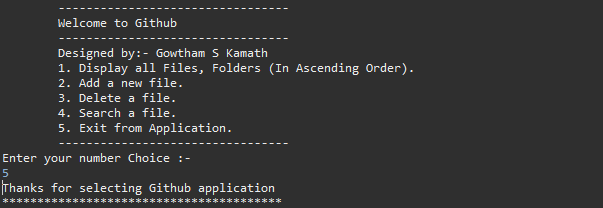 ---------------------------------
Welcome to Github
---------------------------------
Designed by:- Gowtham S Kamath
1. Display all Files, Folders (In Ascending Order).
2. Add a new file.
3. Delete a file.
4. Search a file.
5. Exit from Application.
---------------------------------
Enter your number Choice :-
5
Thanks for selecting Github application
****************************************